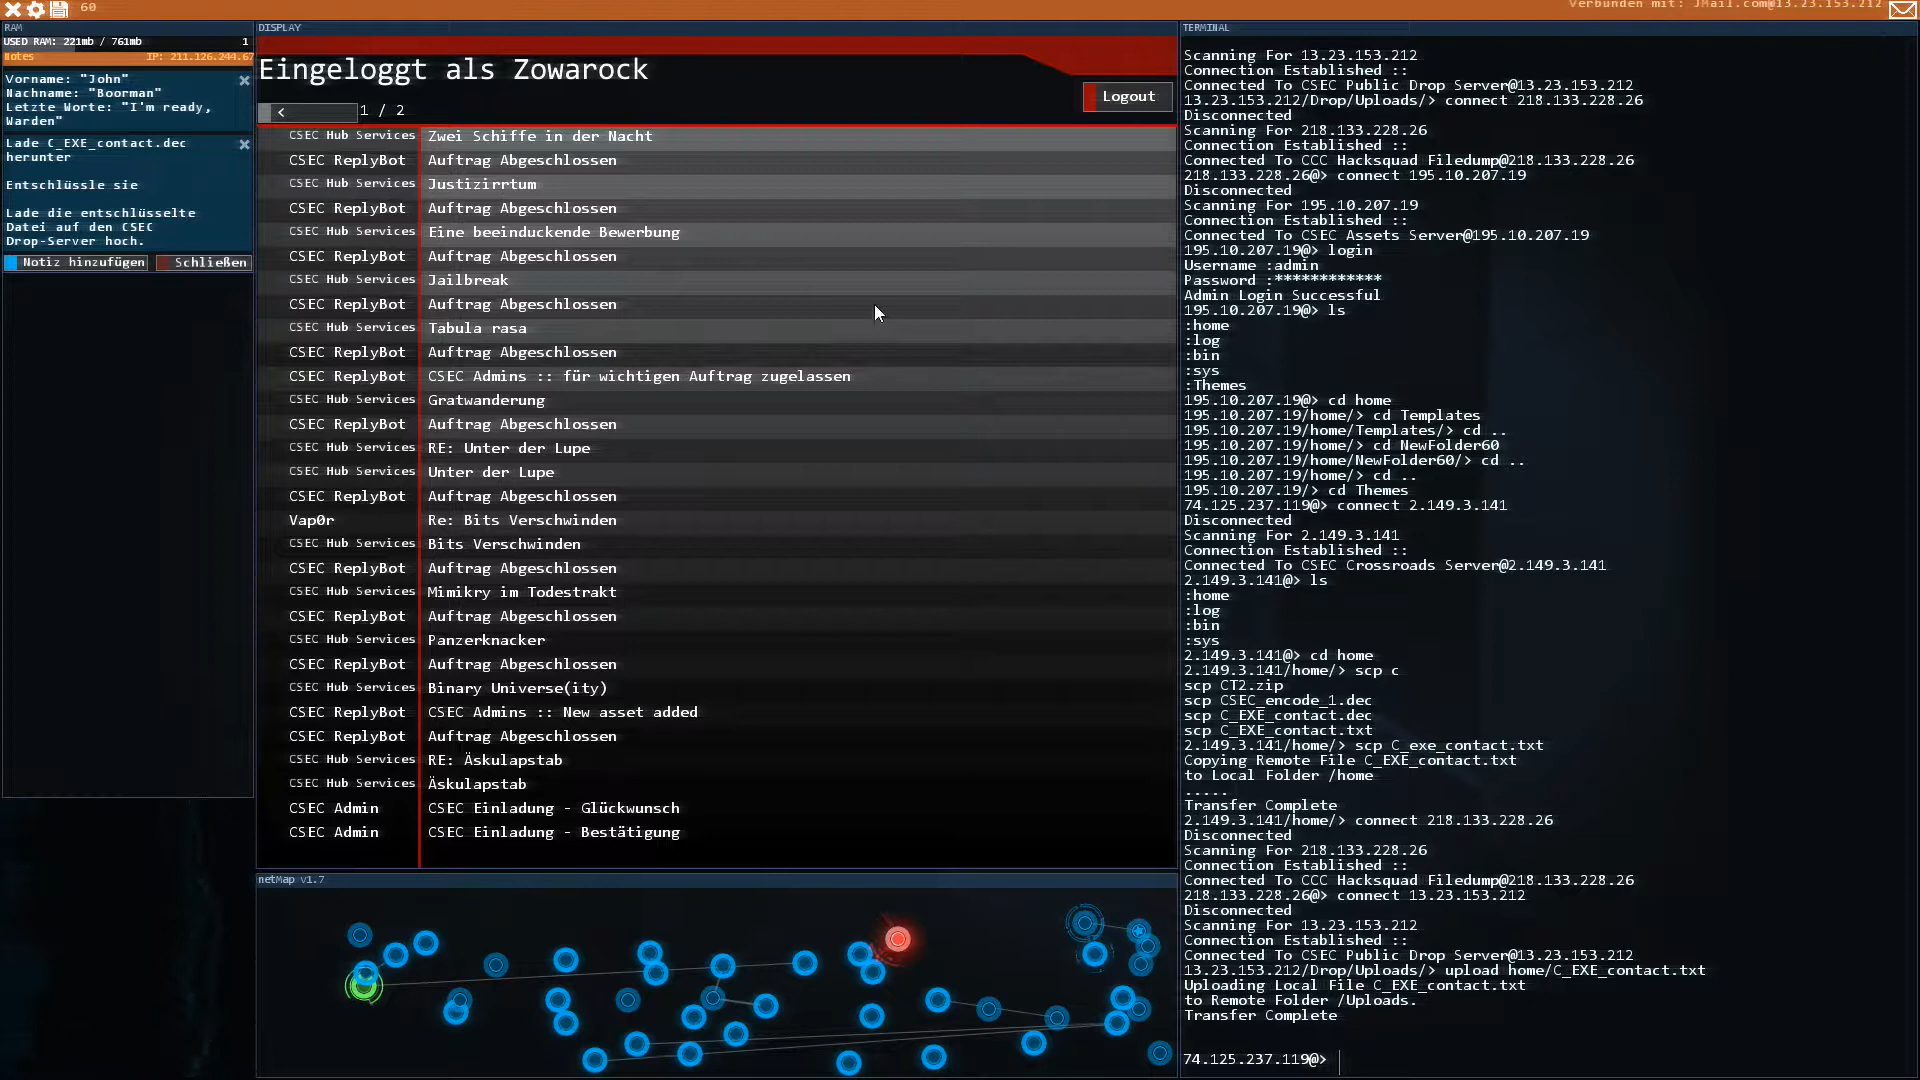 60
Verbunden mit: JMail.com@13.23.153.212
RAM
USED RAM: 221mb / 761mb 1
Notes IP: 211.126.244.67
Vorname: "John"
Nachname: "Boorman"
Letzte Worte: "I'm ready,
Warden"
Lade C_EXE_contact.dec
herunter
Entschlüssle sie
Lade die entschlüsselte
Datei auf den CSEC
Drop-Server hoch.
Notiz hinzufügen Schließen
DISPLAY
Eingeloggt als Zowarock
Logout
< 1 / 2
CSEC Hub Services Zwei Schiffe in der Nacht
CSEC ReplyBot Auftrag Abgeschlossen
CSEC Hub Services Justizirrtum
CSEC ReplyBot Auftrag Abgeschlossen
CSEC Hub Services Eine beeinduckende Bewerbung
CSEC ReplyBot Auftrag Abgeschlossen
CSEC Hub Services Jailbreak
CSEC ReplyBot Auftrag Abgeschlossen
CSEC Hub Services Tabula rasa
CSEC ReplyBot Auftrag Abgeschlossen
CSEC ReplyBot CSEC Admins :: für wichtigen Auftrag zugelassen
CSEC Hub Services Gratwanderung
CSEC ReplyBot Auftrag Abgeschlossen
CSEC Hub Services RE: Unter der Lupe
CSEC Hub Services Unter der Lupe
CSEC ReplyBot Auftrag Abgeschlossen
Vap0r Re: Bits Verschwinden
CSEC Hub Services Bits Verschwinden
CSEC ReplyBot Auftrag Abgeschlossen
CSEC Hub Services Mimikry im Todestrakt
CSEC ReplyBot Auftrag Abgeschlossen
CSEC Hub Services Panzerknacker
CSEC ReplyBot Auftrag Abgeschlossen
CSEC Hub Services Binary Universe(ity)
CSEC ReplyBot CSEC Admins :: New asset added
CSEC ReplyBot Auftrag Abgeschlossen
CSEC Hub Services RE: Äskulapstab
CSEC Hub Services Äskulapstab
CSEC Admin CSEC Einladung - Glückwunsch
CSEC Admin CSEC Einladung - Bestätigung
netMap v1.7
TERMINAL
Scanning For 13.23.153.212
Connection Established ::
Connected To CSEC Public Drop Server@13.23.153.212
13.23.153.212/Drop/Uploads/> connect 218.133.228.26
Disconnected
Scanning For 218.133.228.26
Connection Established ::
Connected To CCC Hacksquad Filedump@218.133.228.26
218.133.228.26@> connect 195.10.207.19
Disconnected
Scanning For 195.10.207.19
Connection Established ::
Connected To CSEC Assets Server@195.10.207.19
195.10.207.19@> login
Username :admin
Password :************
Admin Login Successful
195.10.207.19@> ls
:home
:log
:bin
:sys
:Themes
195.10.207.19@> cd home
195.10.207.19/home/> cd Templates
195.10.207.19/home/Templates/> cd ..
195.10.207.19/home/> cd NewFolder60
195.10.207.19/home/NewFolder60/> cd ..
195.10.207.19/home/> cd ..
195.10.207.19/> cd Themes
74.125.237.119@> connect 2.149.3.141
Disconnected
Scanning For 2.149.3.141
Connection Established ::
Connected To CSEC Crossroads Server@2.149.3.141
2.149.3.141@> ls
:home
:log
:bin
:sys
2.149.3.141@> cd home
2.149.3.141/home/> scp c
scp CT2.zip
scp CSEC_encode_1.dec
scp C_EXE_contact.dec
scp C_EXE_contact.txt
2.149.3.141/home/> scp C_exe_contact.txt
Copying Remote File C_EXE_contact.txt
to Local Folder /home
.....
Transfer Complete
2.149.3.141/home/> connect 218.133.228.26
Disconnected
Scanning For 218.133.228.26
Connection Established ::
Connected To CCC Hacksquad Filedump@218.133.228.26
218.133.228.26@> connect 13.23.153.212
Disconnected
Scanning For 13.23.153.212
Connection Established ::
Connected To CSEC Public Drop Server@13.23.153.212
13.23.153.212/Drop/Uploads/> upload home/C_EXE_contact.txt
Uploading Local File C_EXE_contact.txt
to Remote Folder /Uploads.
Transfer Complete
74.125.237.119@>